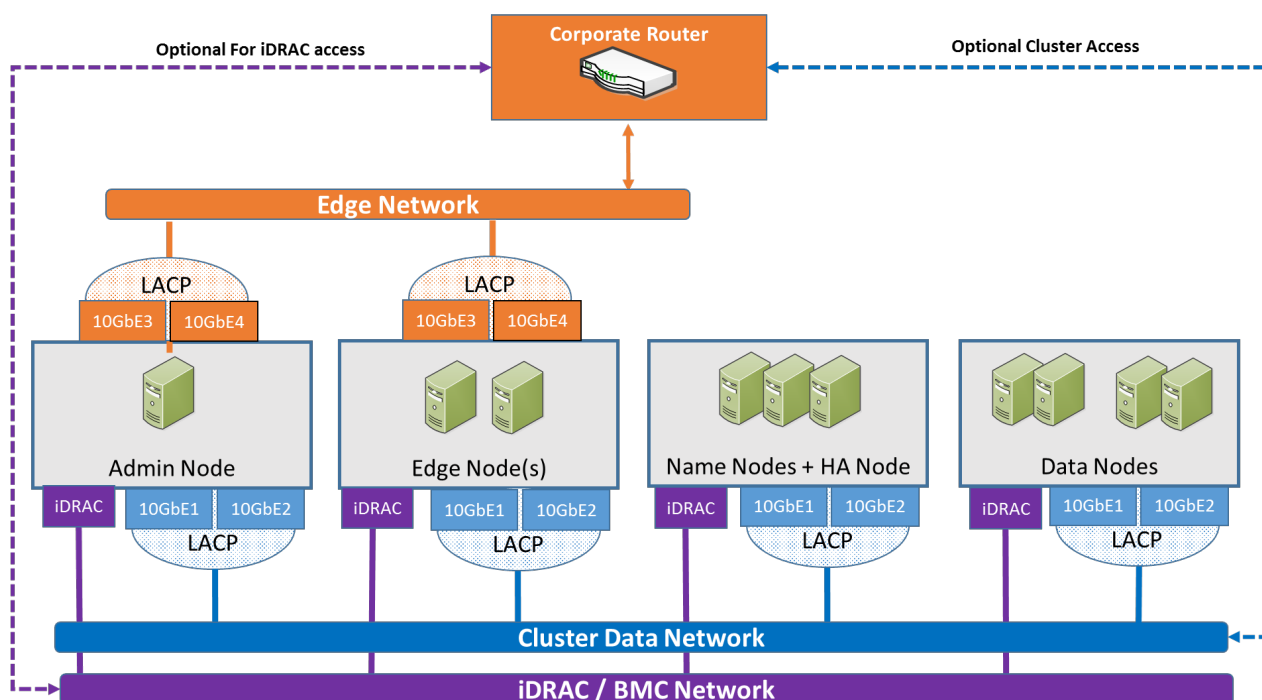 Optional For iDRAC access
Corporate Router
Optional Cluster Access
Edge Network
LACP
10GbE3
10GbE4
LACP
10GbE3
10GbE4
Admin Node
Edge Node(s)
Name Nodes + HA Node
Data Nodes
iDRAC
10GbE1
10GbE2
LACP
iDRAC
10GbE1
10GbE2
LACP
iDRAC
10GbE1
10GbE2
LACP
iDRAC
10GbE1
10GbE2
LACP
Cluster Data Network
iDRAC / BMC Network